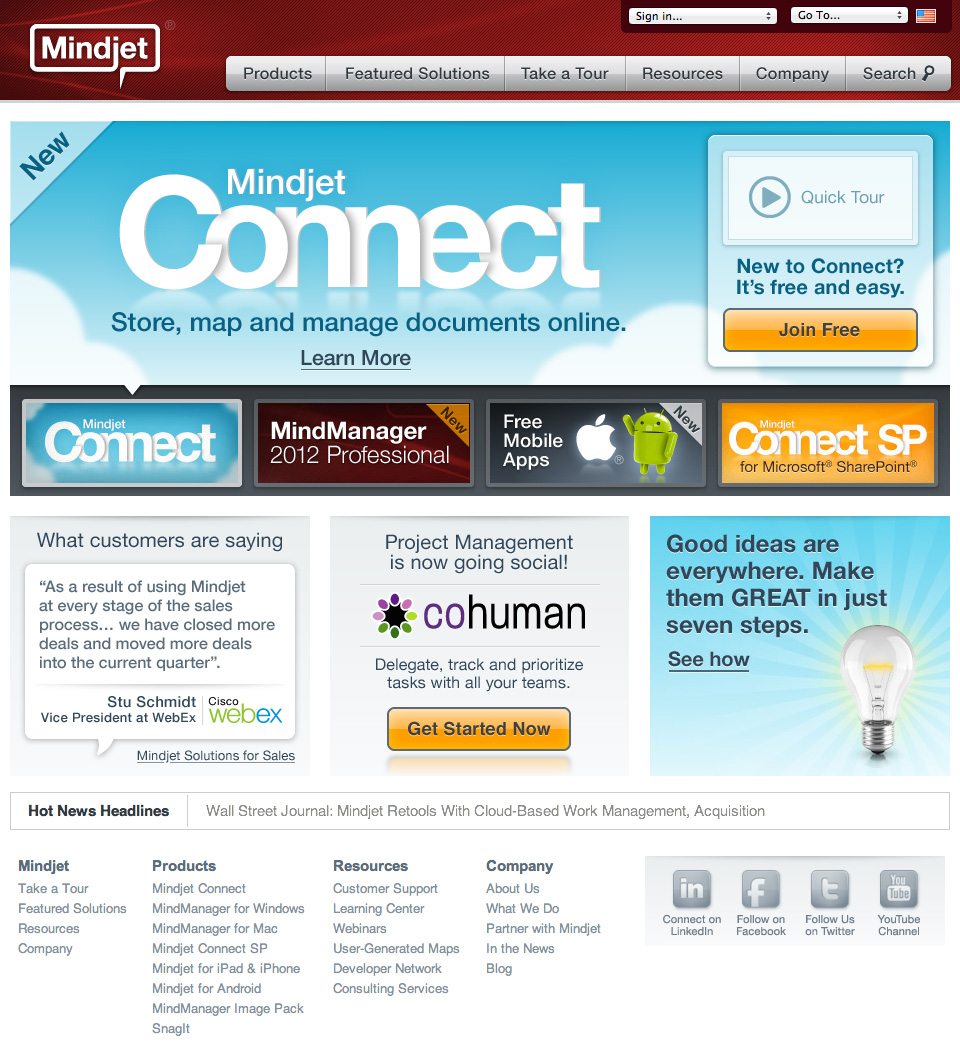 Sign in...
Go To...
Mindjet®
Products
Featured Solutions
Take a Tour
Resources
Company
Search
New
Mindjet
Connect
Store, map and manage documents online.
Learn More
Quick Tour
New to Connect?
It's free and easy.
Join Free
Mindjet
Connect
MindManager
2012 Professional
New
Free
Mobile
Apps
®
New
Mindjet
Connect SP
for Microsoft® SharePoint®
What customers are saying
“As a result of using Mindjet
at every stage of the sales
process… we have closed more
deals and moved more deals
into the current quarter”.
Stu Schmidt
Vice President at WebEx
Cisco
webex
Mindjet Solutions for Sales
Project Management
is now going social!
cohuman
Delegate, track and prioritize
tasks with all your teams.
Get Started Now
Good ideas are
everywhere. Make
them GREAT in just
seven steps.
See how
Hot News Headlines
Wall Street Journal: Mindjet Retools With Cloud-Based Work Management, Acquisition
Mindjet
Take a Tour
Featured Solutions
Resources
Company
Products
Mindjet Connect
MindManager for Windows
MindManager for Mac
Mindjet Connect SP
Mindjet for iPad & iPhone
Mindjet for Android
MindManager Image Pack
SnagIt
Resources
Customer Support
Learning Center
Webinars
User-Generated Maps
Developer Network
Consulting Services
Company
About Us
What We Do
Partner with Mindjet
In the News
Blog
in
Connect on
LinkedIn
f
Follow on
Facebook
t
Follow Us
on Twitter
You
Tube
YouTube
Channel